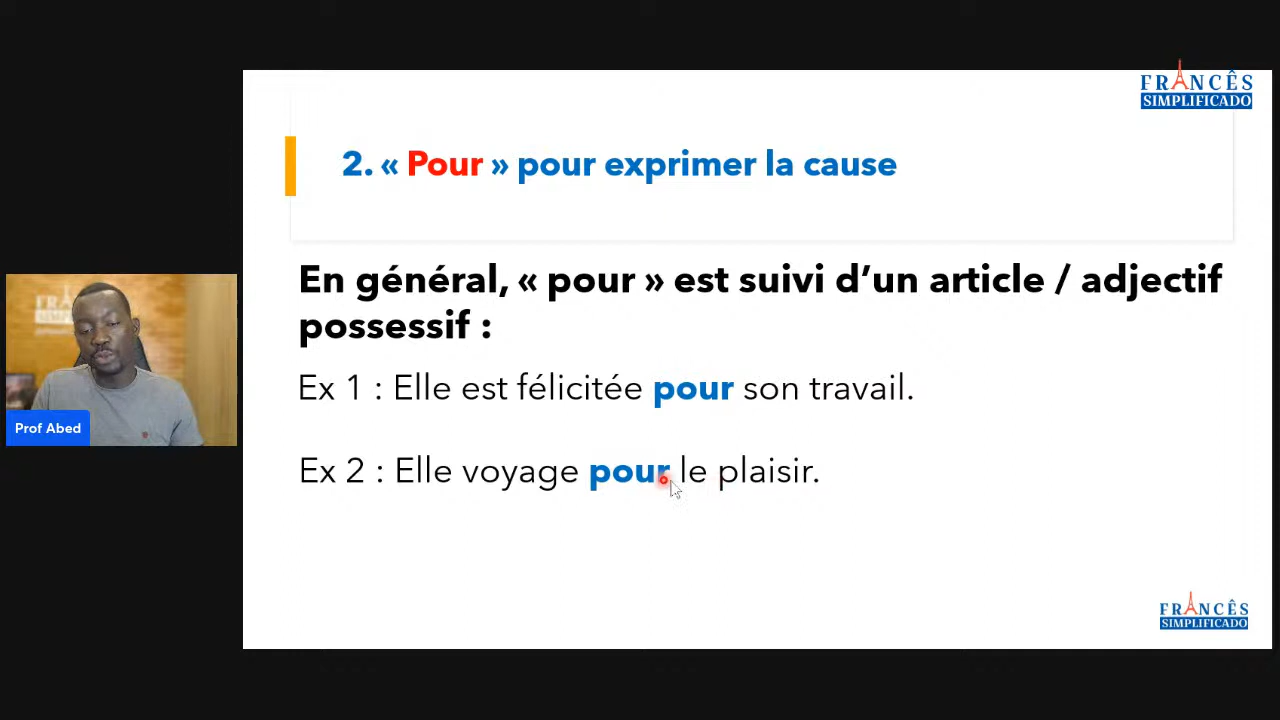 FRANCÊS
SIMPLIFICADO
2. « Pour » pour exprimer la cause
En général, « pour » est suivi d’un article / adjectif
possessif :
Ex 1 : Elle est félicitée pour son travail.
Ex 2 : Elle voyage pour le plaisir.
Prof Abed
FRANCÊS
SIMPLIFICADO